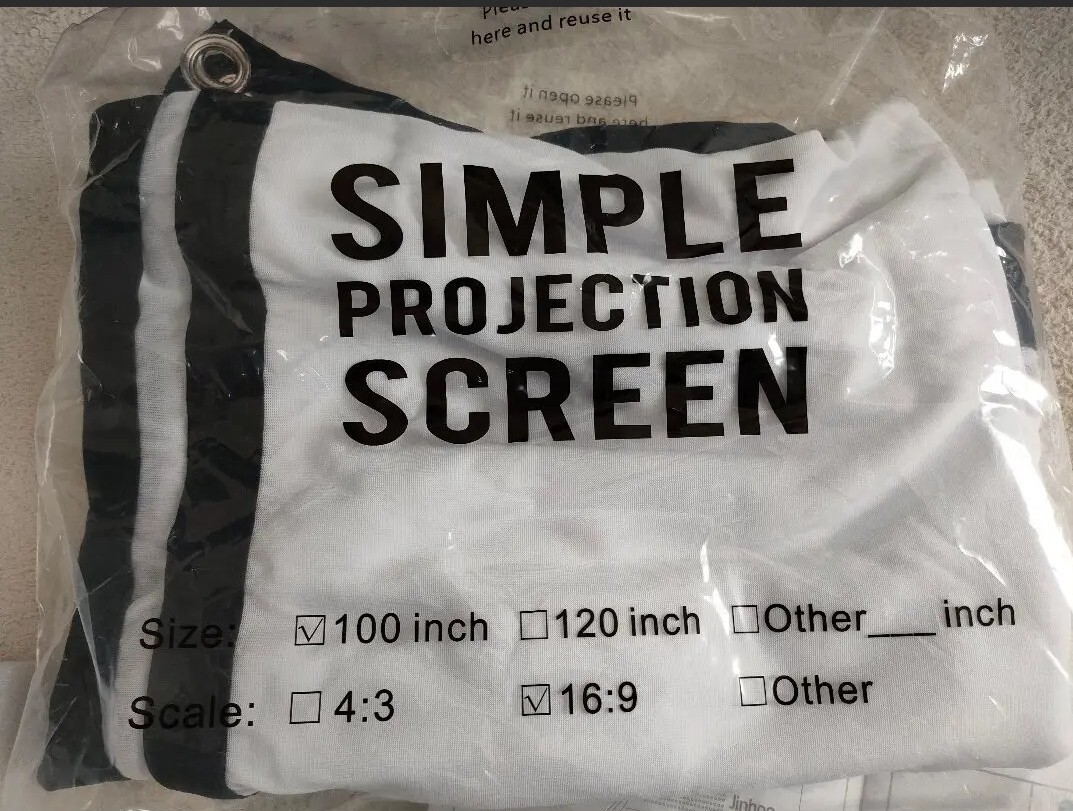 here and reuse it
Please open it
here and reuse it
SIMPLE
PROJECTION
SCREEN
Size: ☑100 inch ☐120 inch ☐Other___ inch
Scale: ☐ 4:3 ☑16:9 ☐Other